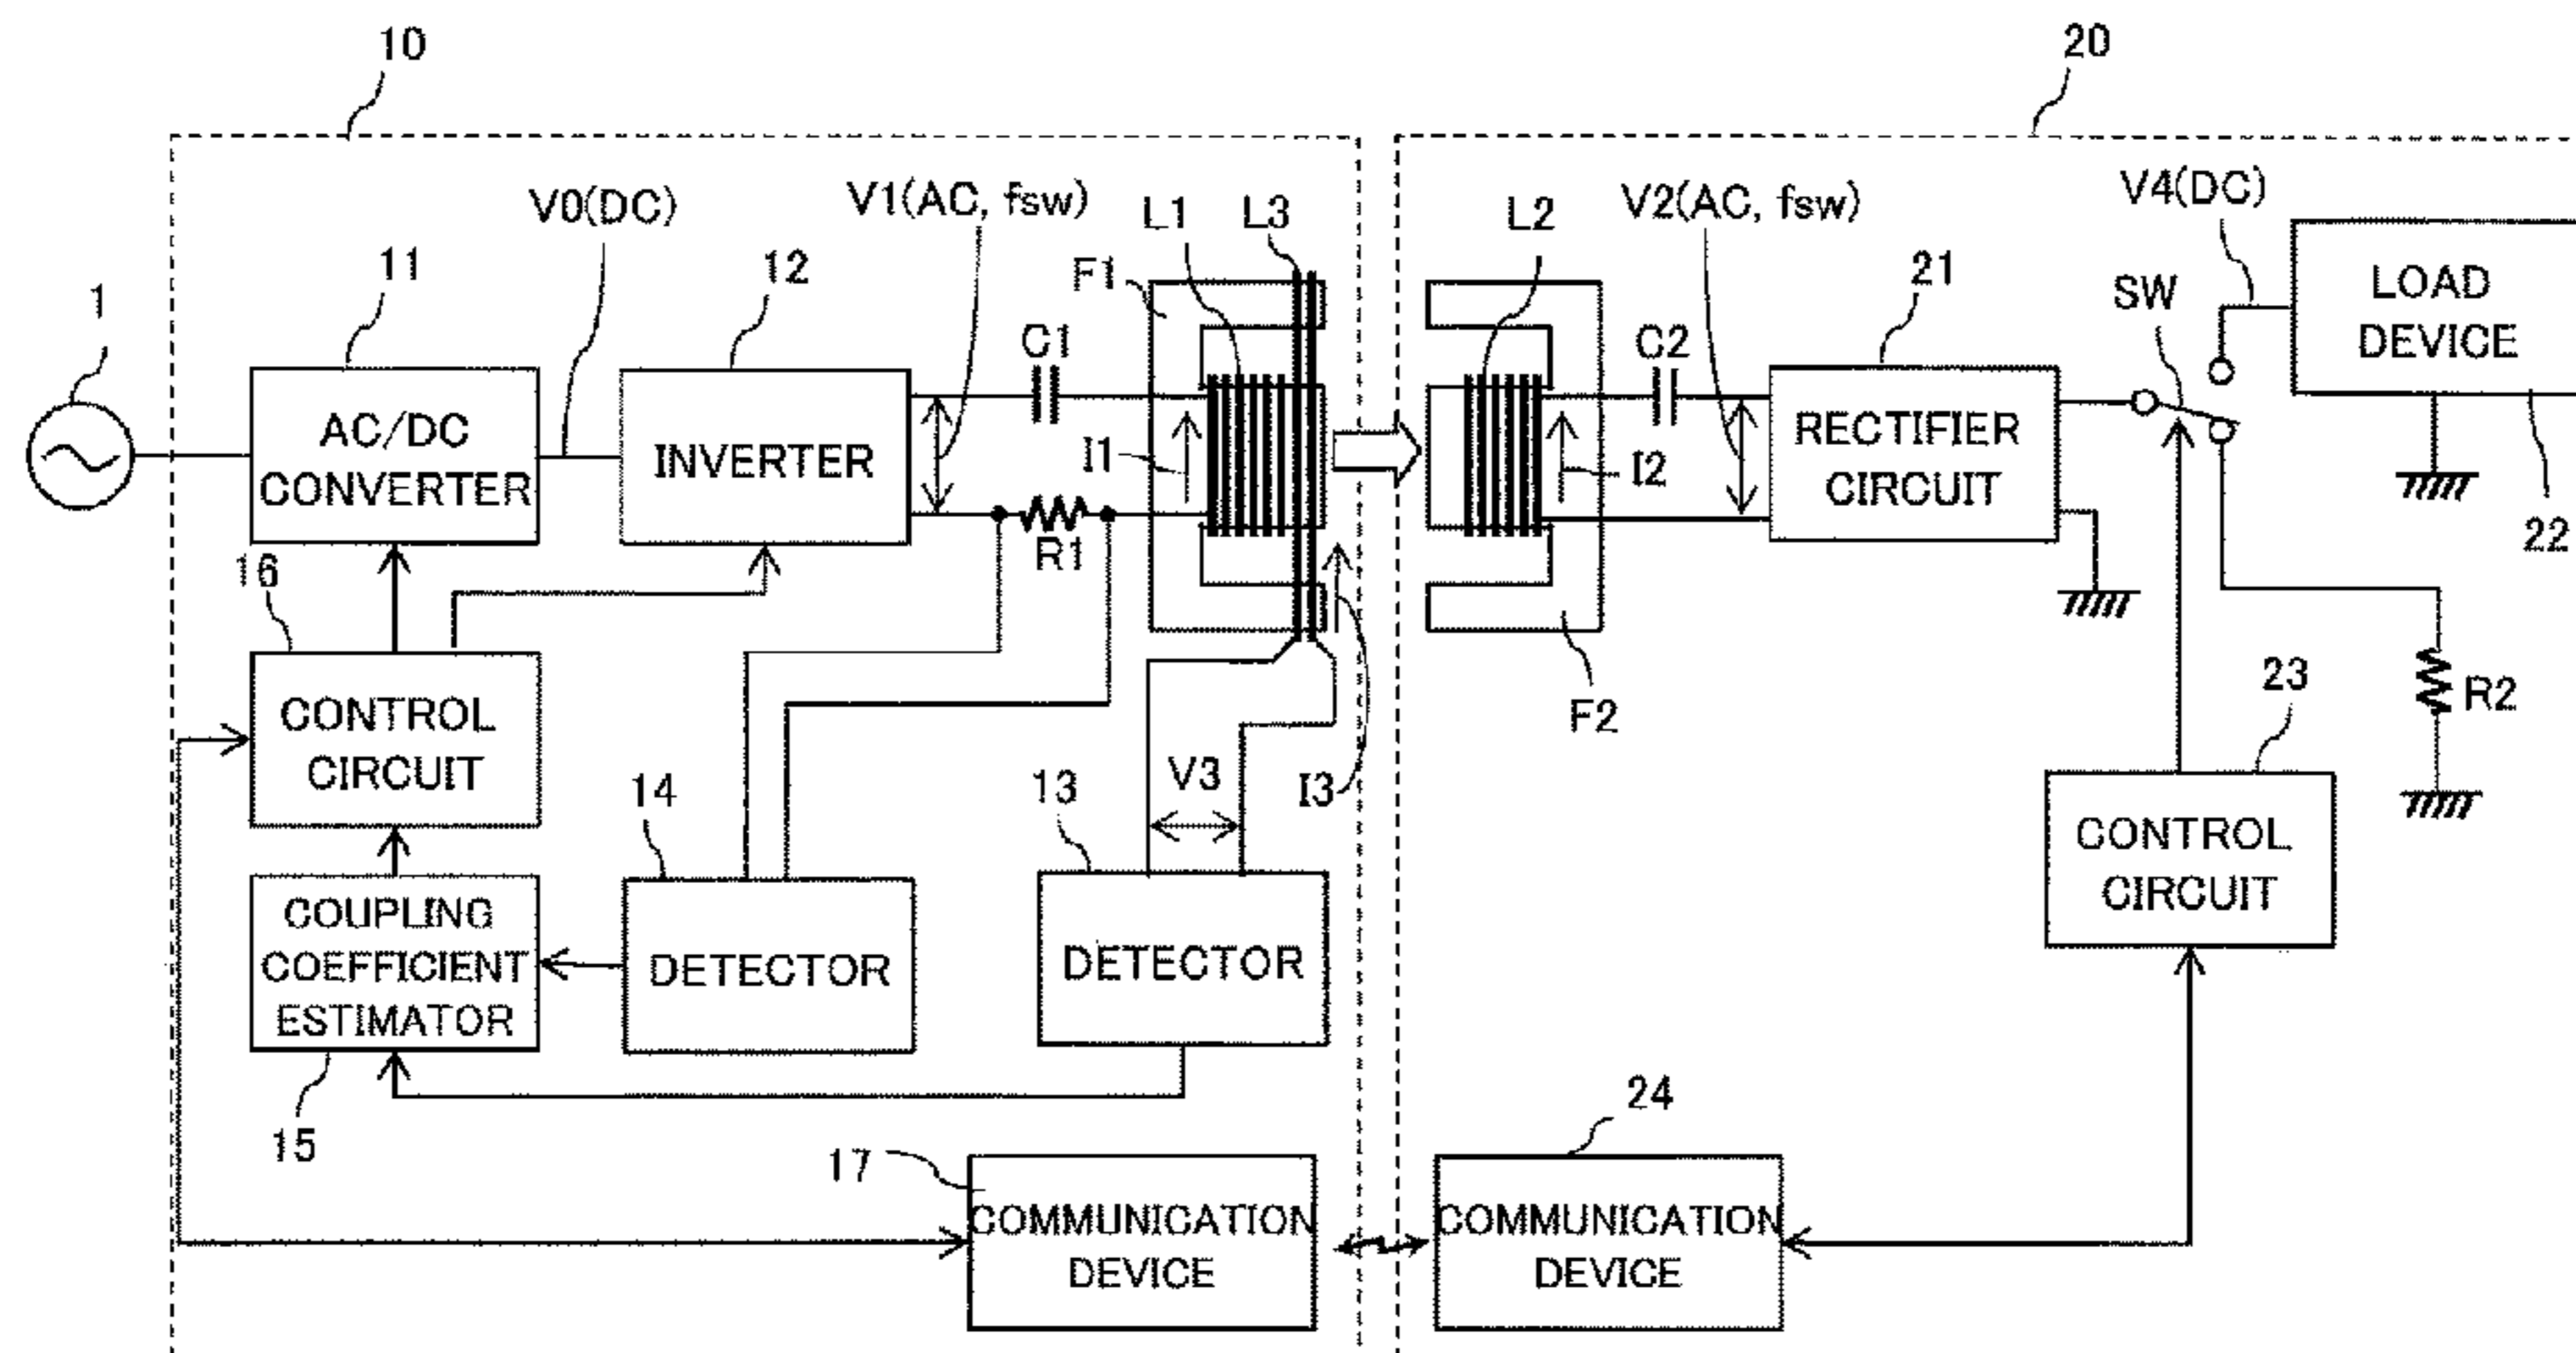 10
20
V0(DC)
V1(AC, fsw)
L1
L3
L2
V2(AC, fsw)
V4(DC)
1
11
12
F1
21
SW
LOAD
DEVICE
C1
C2
AC/DC
CONVERTER
INVERTER
I1
I2
RECTIFIER
CIRCUIT
22
R1
16
CONTROL
CIRCUIT
F2
23
R2
14
13
V3
I3
CONTROL
CIRCUIT
COUPLING
COEFFICIENT
ESTIMATOR
DETECTOR
DETECTOR
15
24
17
COMMUNICATION
DEVICE
COMMUNICATION
DEVICE